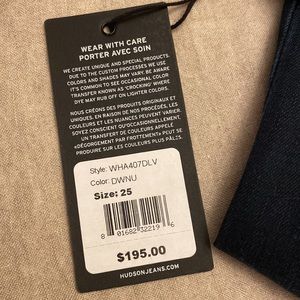 WEAR WITH CARE
PORTER AVEC SOIN
WE CREATE UNIQUE AND SPECIAL PRODUCTS.
DUE TO THE CUSTOM PROCESSES WE USE
COLORS AND SHADES MAY VARY. BE AWARE
IT'S COMMON TO SEE OCCASIONAL COLOR
TRANSFER KNOWN AS 'CROCKING' WHERE
DYE MAY RUB OFF ON LIGHTER COLORS.
NOUS CRÉONS DES PRODUITS ORIGINAUX ET
UNIQUES. EN RAISON DE NOS PROCÉDÉS, LES
COULEURS ET LES NUANCES PEUVENT VARIER.
SOYEZ CONSCIENT QU'OCCASIONNELLEMENT,
UN TRANSFERT DE COULEUR APPELÉ
«DÉGORGEMENT PAR FROTTEMENT» PEUT SE
PRODUIRE SUR LES COULEURS PLUS PÂLES.
Style: WHA407DLV
Color: DWNU
Size: 25
8 01682 32219 6
$195.00
HUDSONJEANS.COM